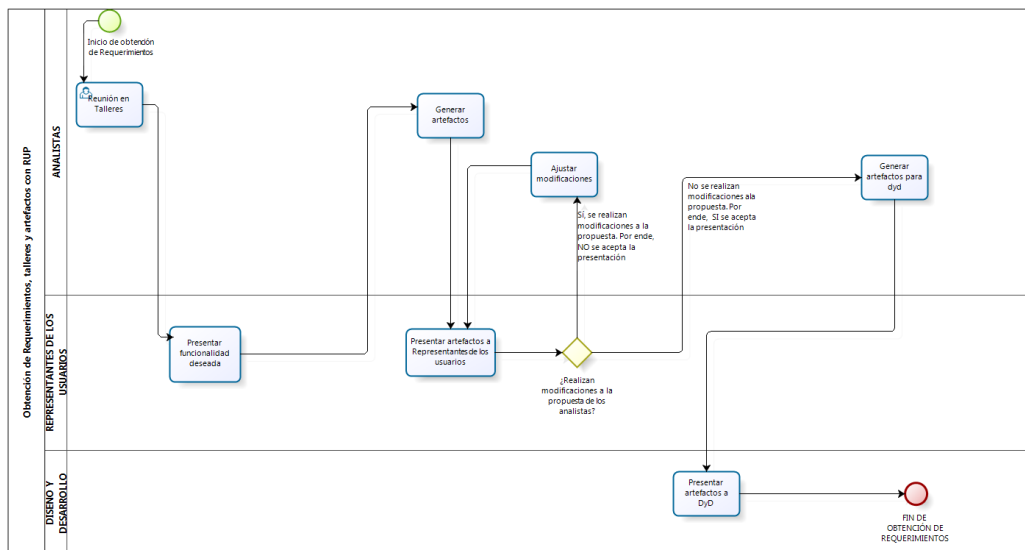 Obtención de Requerimientos, talleres y artefactos con RUP
ANALISTAS
Inicio de obtención
de Requerimientos
Reunión en
Talleres
Generar
artefactos
Ajustar
modificaciones
Sí, se realizan
modificaciones a la
propuesta. Por ende,
NO se acepta la
presentación
No se realizan
modificaciones ala
propuesta. Por
ende, SI se acepta
la presentación
Generar
artefactos para
dyd
REPRESENTANTES DE LOS
USUARIOS
Presentar
funcionalidad
deseada
Presentar artefactos a
Representantes de los
usuarios
¿Realizan
modificaciones a la
propuesta de los
analistas?
DISEÑO Y
DESARROLLO
Presentar
artefactos a
DyD
FIN DE
OBTENCIÓN DE
REQUERIMIENTOS